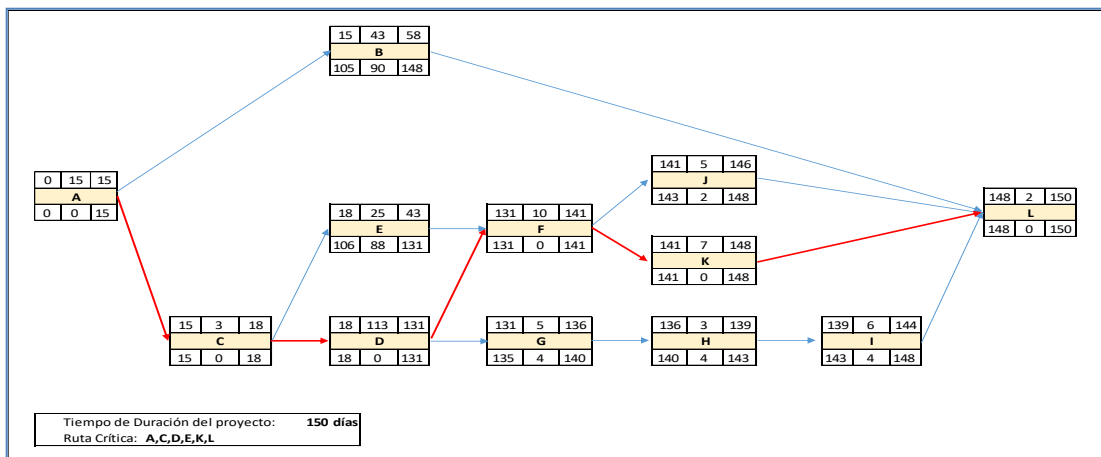 15 43 58
B
105 90 148
141 5 146
J
143 2 148
0 15 15
A
0 0 15
148 2 150
L
148 0 150
18 25 43
E
106 88 131
131 10 141
F
131 0 141
141 7 148
K
141 0 148
15 3 18
C
15 0 18
18 113 131
D
18 0 131
131 5 136
G
135 4 140
136 3 139
H
140 4 143
139 6 144
I
143 4 148
Tiempo de Duración del proyecto: 150 días
Ruta Crítica: A,C,D,E,K,L